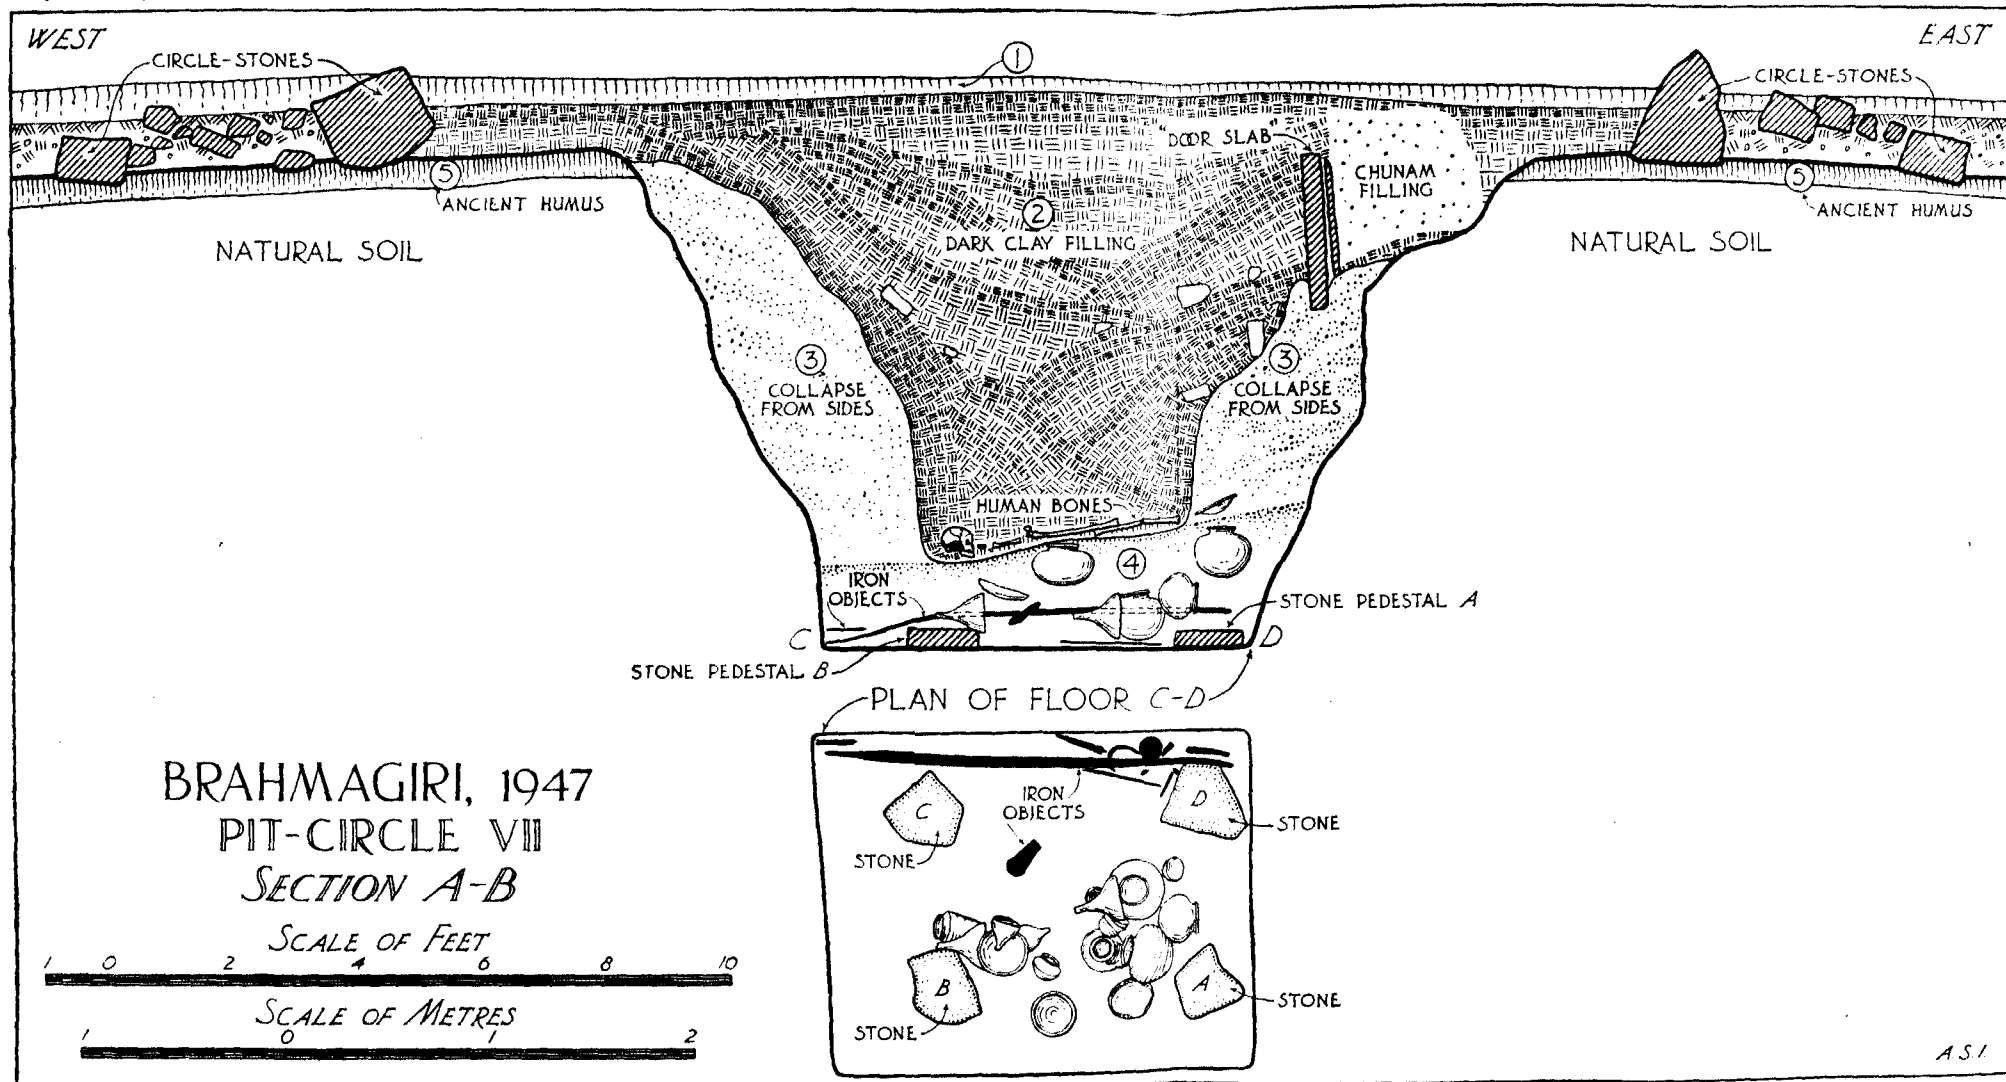 WEST
EAST
CIRCLE-STONES
1
CIRCLE-STONES
"DOOR SLAB"
CHUNAM
FILLING
5
ANCIENT HUMUS
5
ANCIENT HUMUS
2
DARK CLAY FILLING
NATURAL SOIL
NATURAL SOIL
3
COLLAPSE
FROM SIDES
3
COLLAPSE
FROM SIDES
HUMAN BONES
4
IRON
OBJECTS
STONE PEDESTAL A
C
D
STONE PEDESTAL B
PLAN OF FLOOR C-D
IRON
OBJECTS
C
D
STONE
STONE
B
A
STONE
STONE
BRAHMAGIRI, 1947
PIT-CIRCLE VII
SECTION A-B
SCALE OF FEET
1 0 2 4 6 8 10
SCALE OF METRES
1 0 1 2
A.S.I.